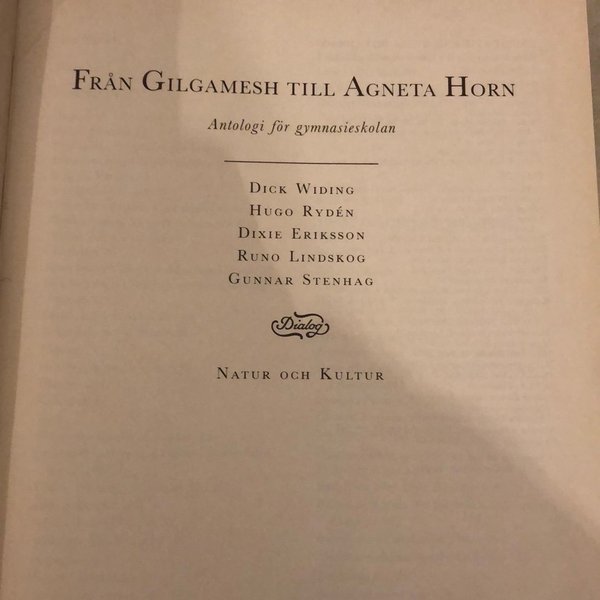 FRÅN GILGAMESH TILL AGNETA HORN
Antologi för gymnasieskolan
DICK WIDING
HUGO RYDÉN
DIXIE ERIKSSON
RUNO LINDSKOG
GUNNAR STENHAG
Dialog
NATUR OCH KULTUR